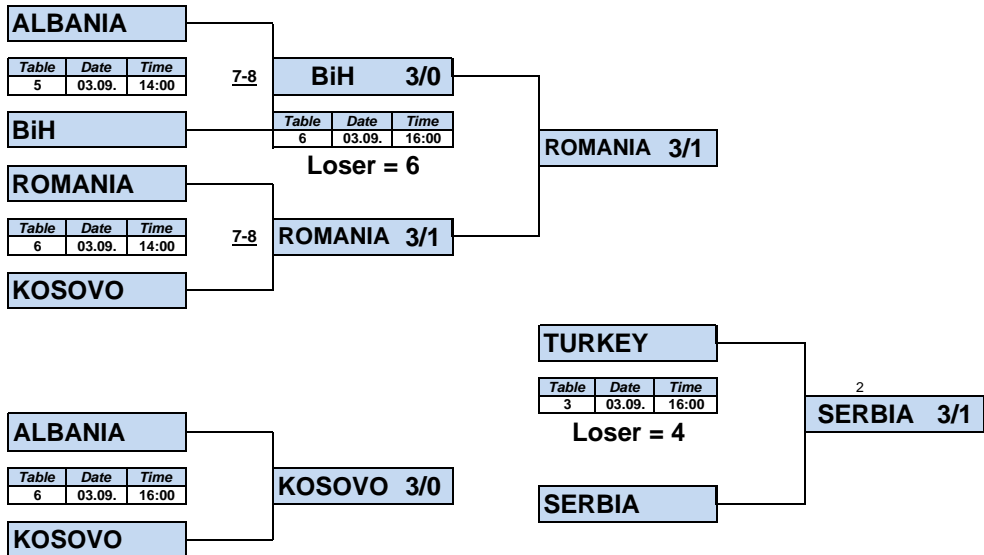 ALBANIA
Table Date Time
5 03.09. 14:00
7-8
BiH 3/0
BiH
Table Date Time
6 03.09. 16:00
Loser = 6
ROMANIA 3/1
ROMANIA
Table Date Time
6 03.09. 14:00
7-8
ROMANIA 3/1
KOSOVO
TURKEY
Table Date Time
3 03.09. 16:00
Loser = 4
2
SERBIA 3/1
SERBIA
ALBANIA
Table Date Time
6 03.09. 16:00
KOSOVO 3/0
KOSOVO